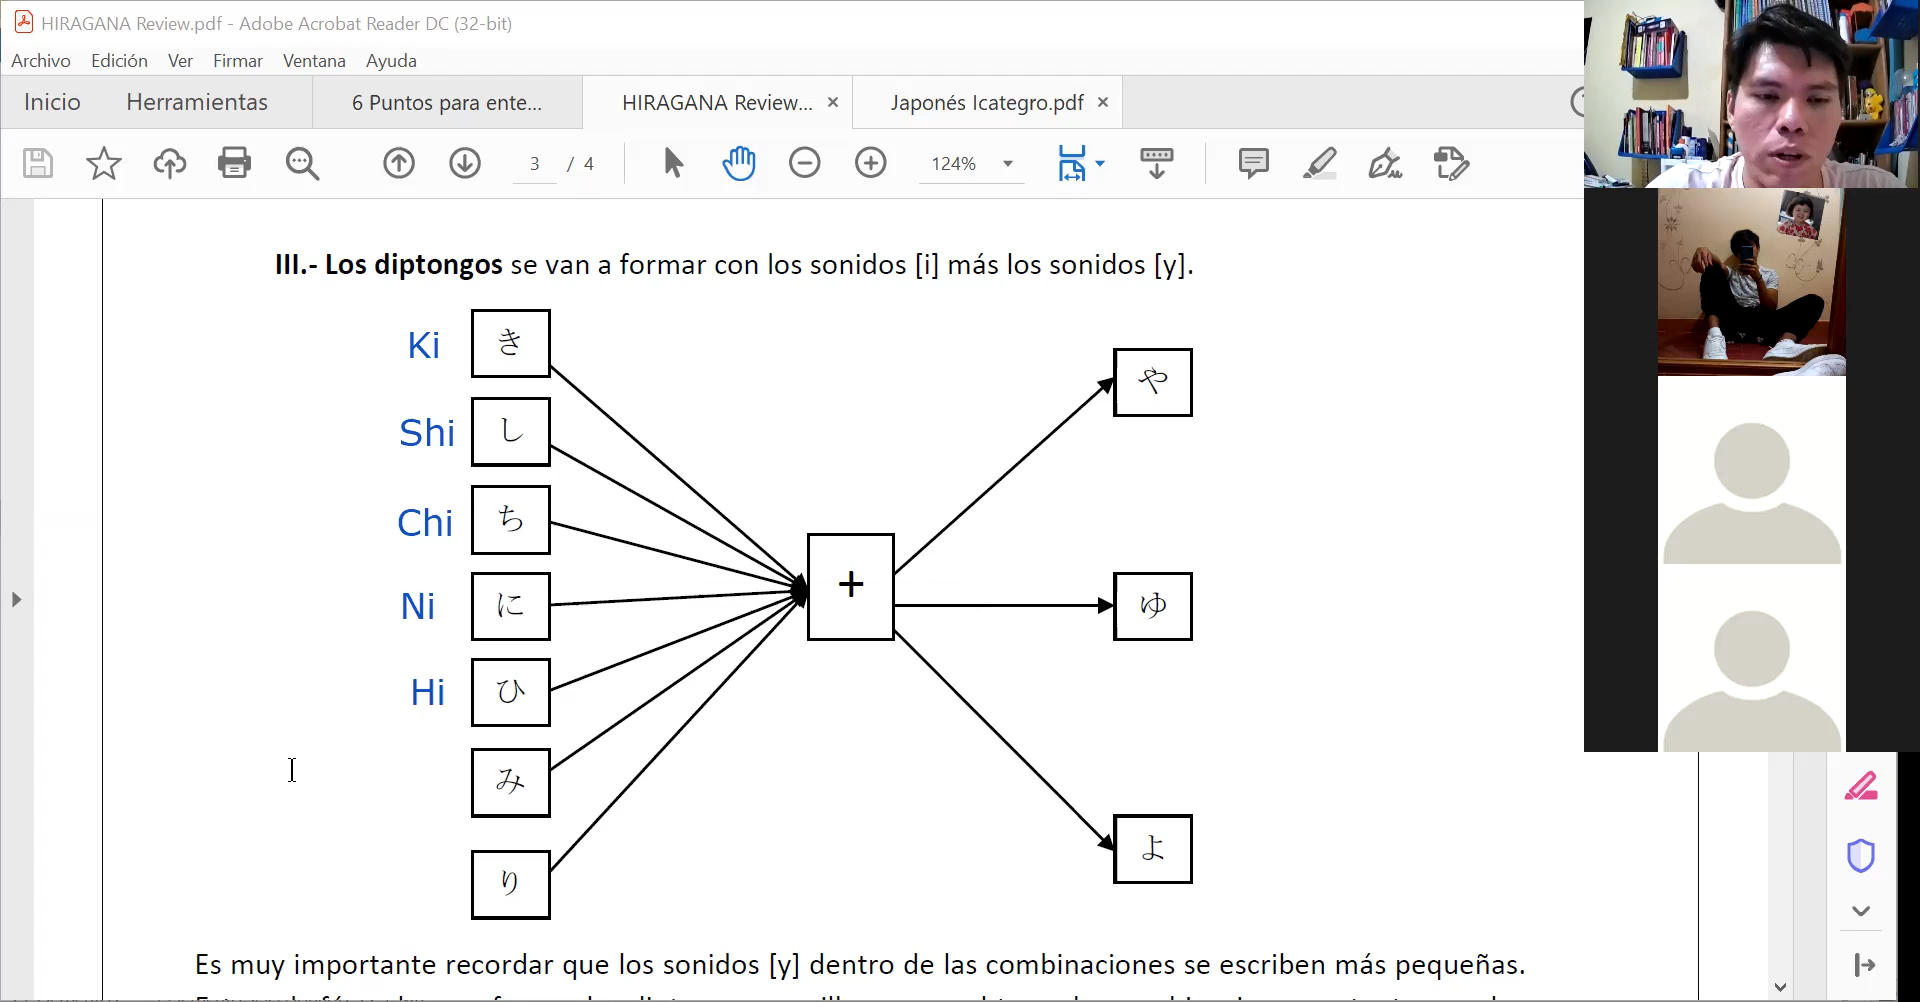 HIRAGANA Review.pdf - Adobe Acrobat Reader DC (32-bit)
Archivo Edición Ver Firmar Ventana Ayuda
Inicio Herramientas 6 Puntos para ente... HIRAGANA Review... × Japonés Icategro.pdf ×
3 / 4 124%
III.- Los diptongos se van a formar con los sonidos [i] más los sonidos [y].
Ki き
や
Shi し
Chi ち
+
Ni に
ゆ
Hi ひ
み
よ
り
Es muy importante recordar que los sonidos [y] dentro de las combinaciones se escriben más pequeñas.